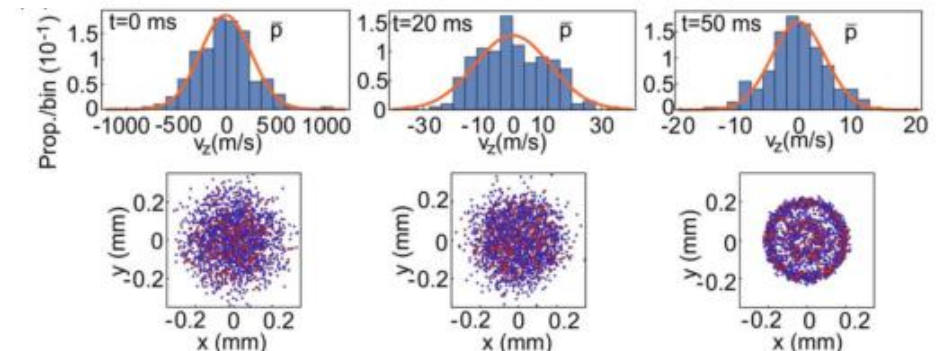 t=0 ms
p̄
Prop./bin (10⁻¹)
1.5
1
0.5
0
-1000 -500 0 500 1000
v_z(m/s)
t=20 ms
p̄
1.5
1
0.5
0
-30 -10 0 10 30
v_z(m/s)
t=50 ms
p̄
1.5
1
0.5
0
-20 -10 0 10 20
v_z(m/s)
y (mm)
0.2
0
-0.2
-0.2 0 0.2
x (mm)
y (mm)
0.2
0
-0.2
-0.2 0 0.2
x (mm)
y (mm)
0.2
0
-0.2
-0.2 0 0.2
x (mm)